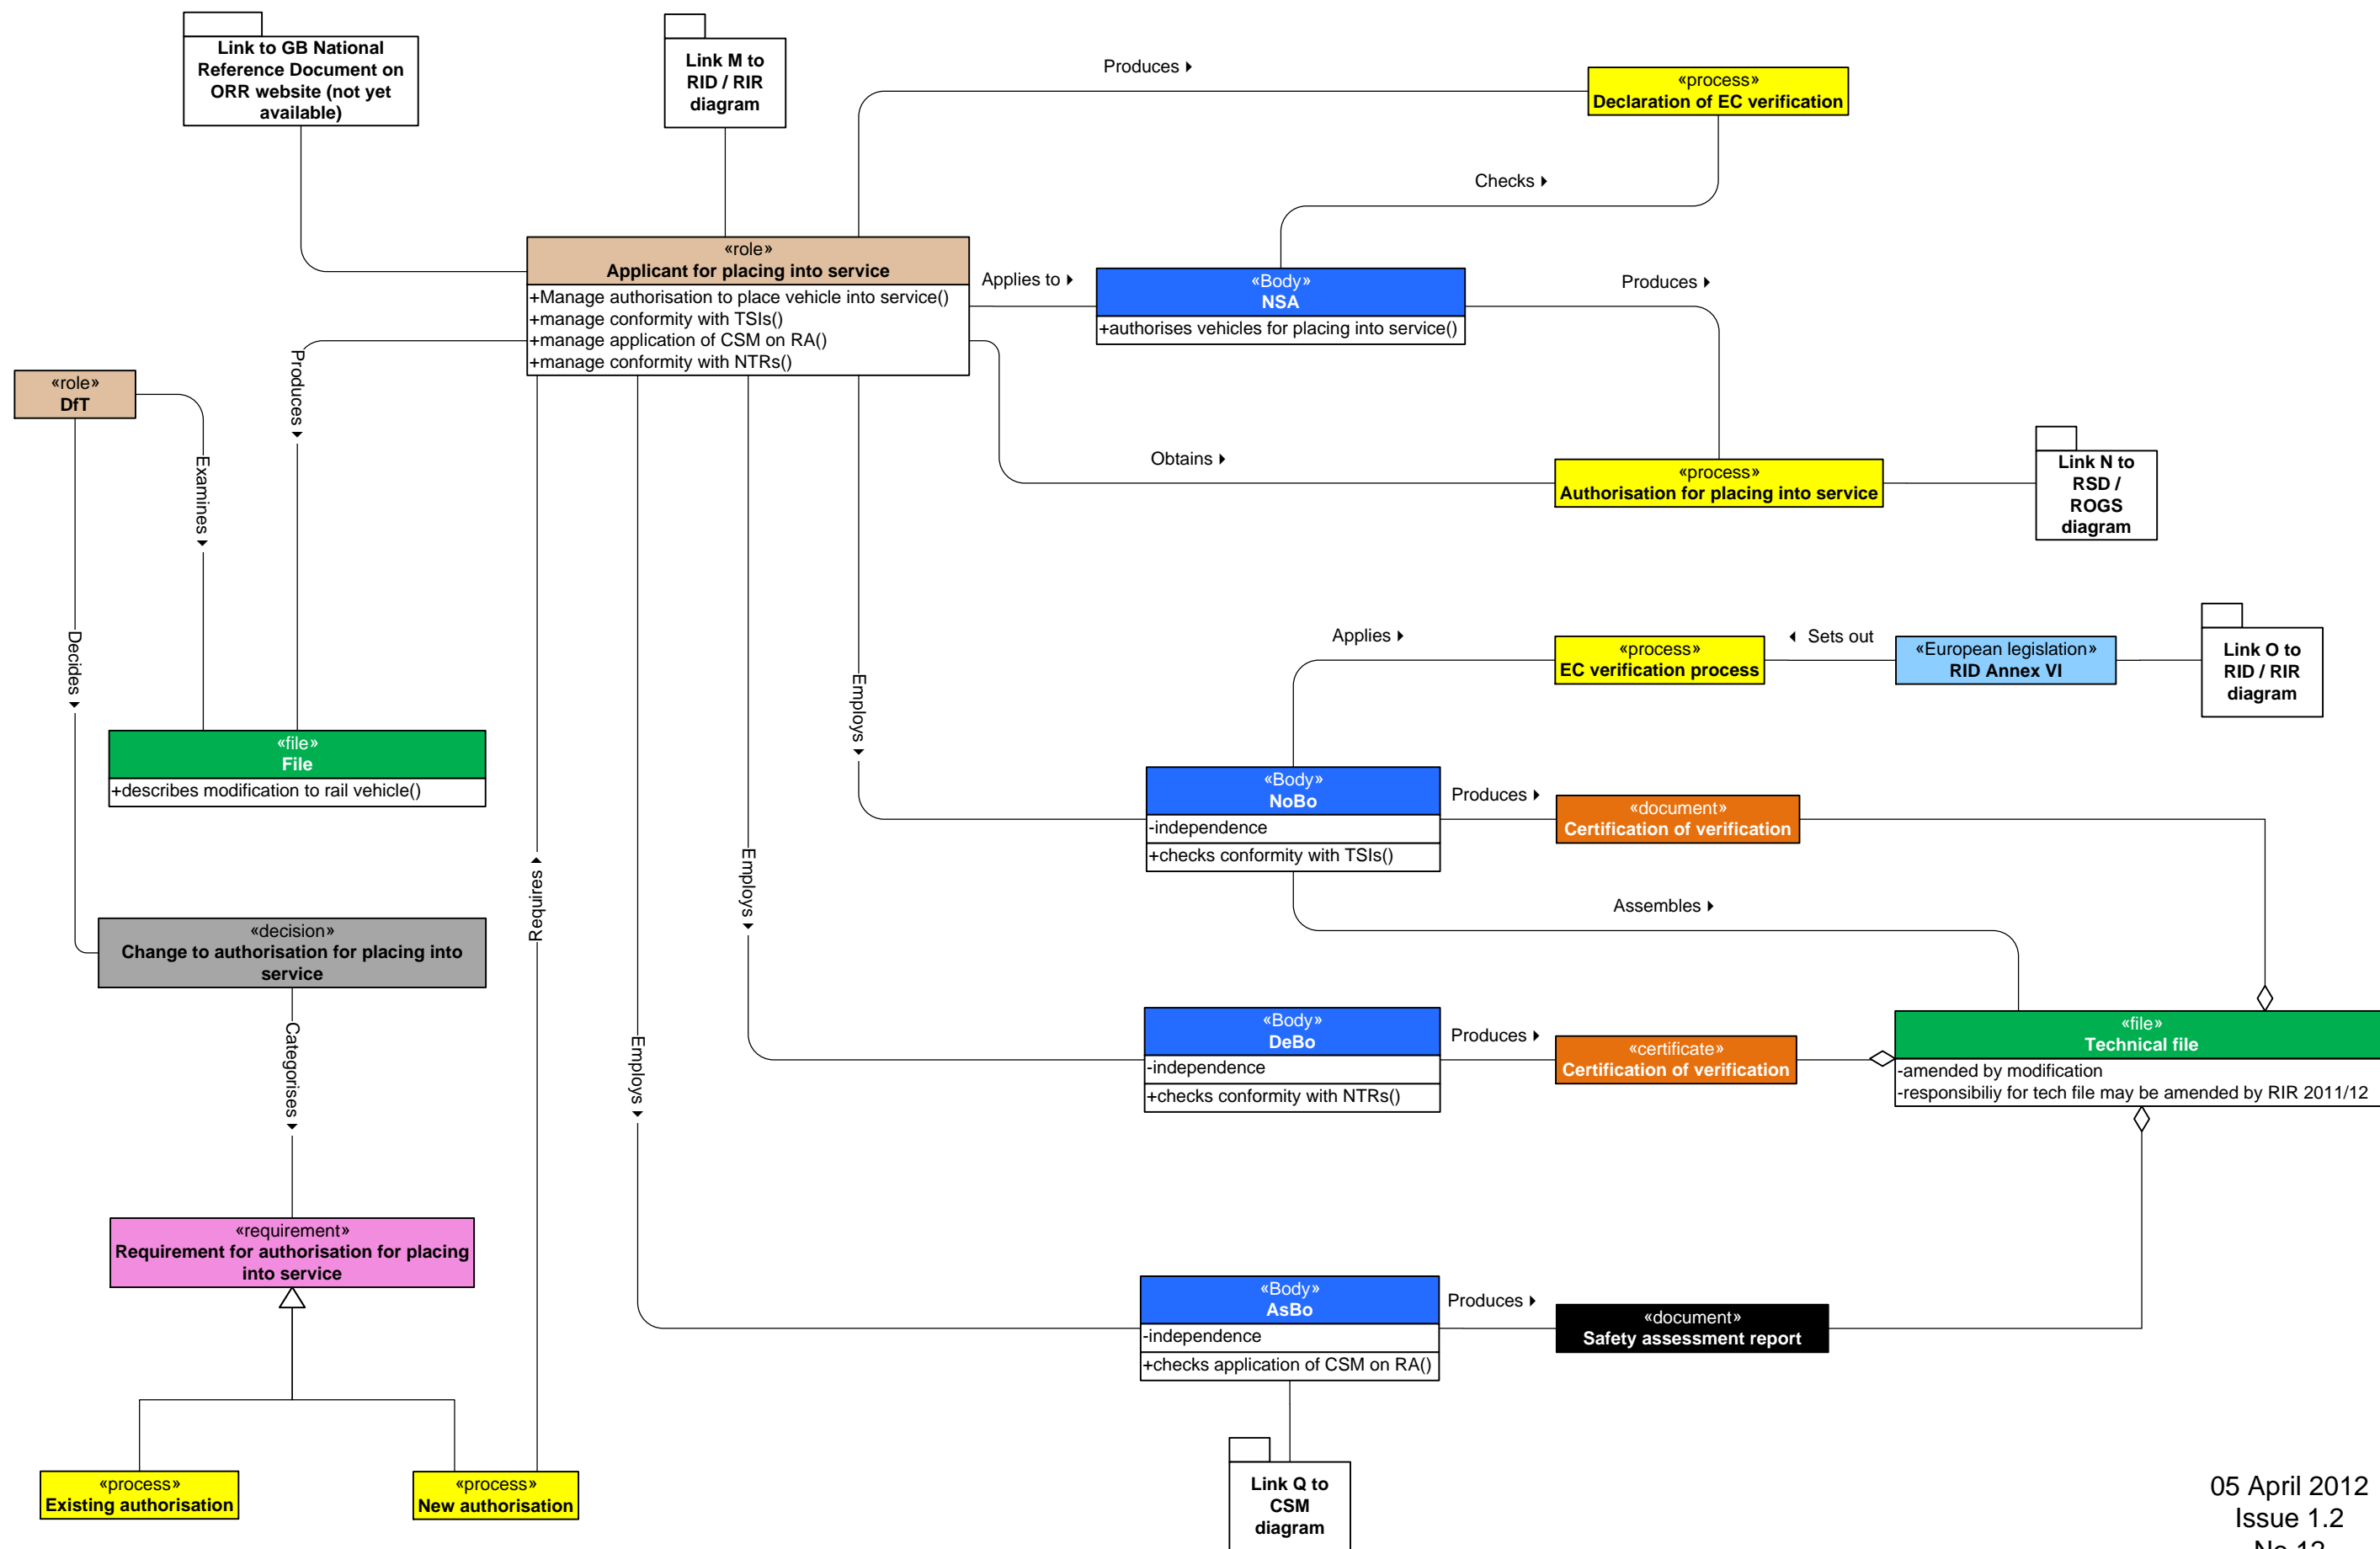 Link to GB National
Reference Document on
ORR website (not yet
available)
Link M to
RID / RIR
diagram
Produces
«process»
Declaration of EC verification
Checks
«role»
Applicant for placing into service
+Manage authorisation to place vehicle into service()
+manage conformity with TSIs()
+manage application of CSM on RA()
+manage conformity with NTRs()
Applies to
«Body»
NSA
+authorises vehicles for placing into service()
Produces
Produces
«role»
DfT
Examines
Obtains
«process»
Authorisation for placing into service
Link N to
RSD /
ROGS
diagram
Decides
Employs
Applies
«process»
EC verification process
Sets out
«European legislation»
RID Annex VI
Link O to
RID / RIR
diagram
«file»
File
+describes modification to rail vehicle()
«Body»
NoBo
-independence
+checks conformity with TSIs()
Produces
«document»
Certification of verification
Requires
Employs
Assembles
«decision»
Change to authorisation for placing into
service
Categorises
Employs
«Body»
DeBo
-independence
+checks conformity with NTRs()
Produces
«certificate»
Certification of verification
«file»
Technical file
-amended by modification
-responsibiliy for tech file may be amended by RIR 2011/12
«requirement»
Requirement for authorisation for placing
into service
«Body»
AsBo
-independence
+checks application of CSM on RA()
Produces
«document»
Safety assessment report
«process»
Existing authorisation
«process»
New authorisation
Link Q to
CSM
diagram
05 April 2012
Issue 1.2
No 12